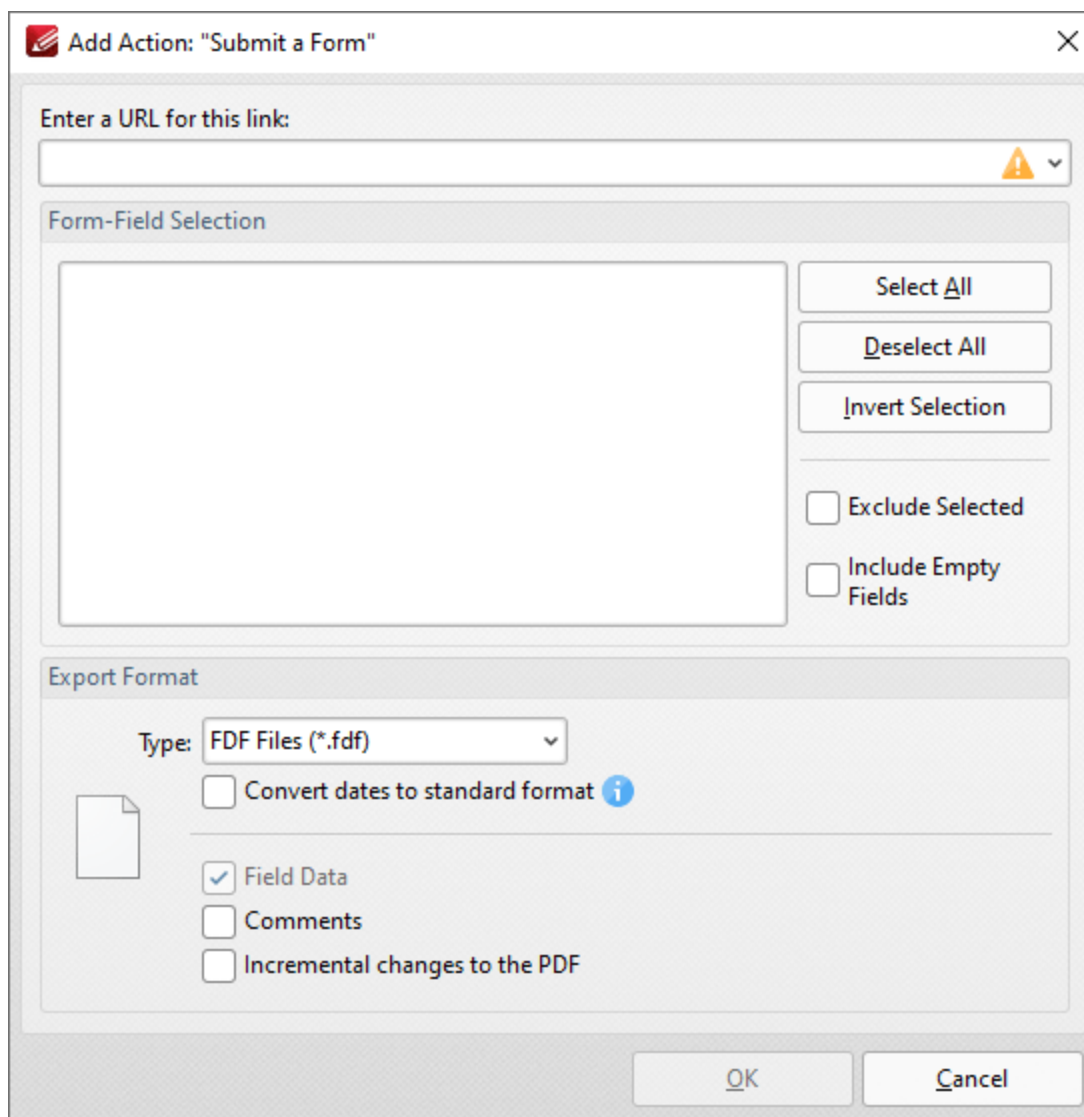 Add Action: "Submit a Form"
Enter a URL for this link:
Form-Field Selection
Select All
Deselect All
Invert Selection
Exclude Selected
Include Empty
Fields
Export Format
Type: FDF Files (*.fdf)
Convert dates to standard format
Field Data
Comments
Incremental changes to the PDF
OK Cancel